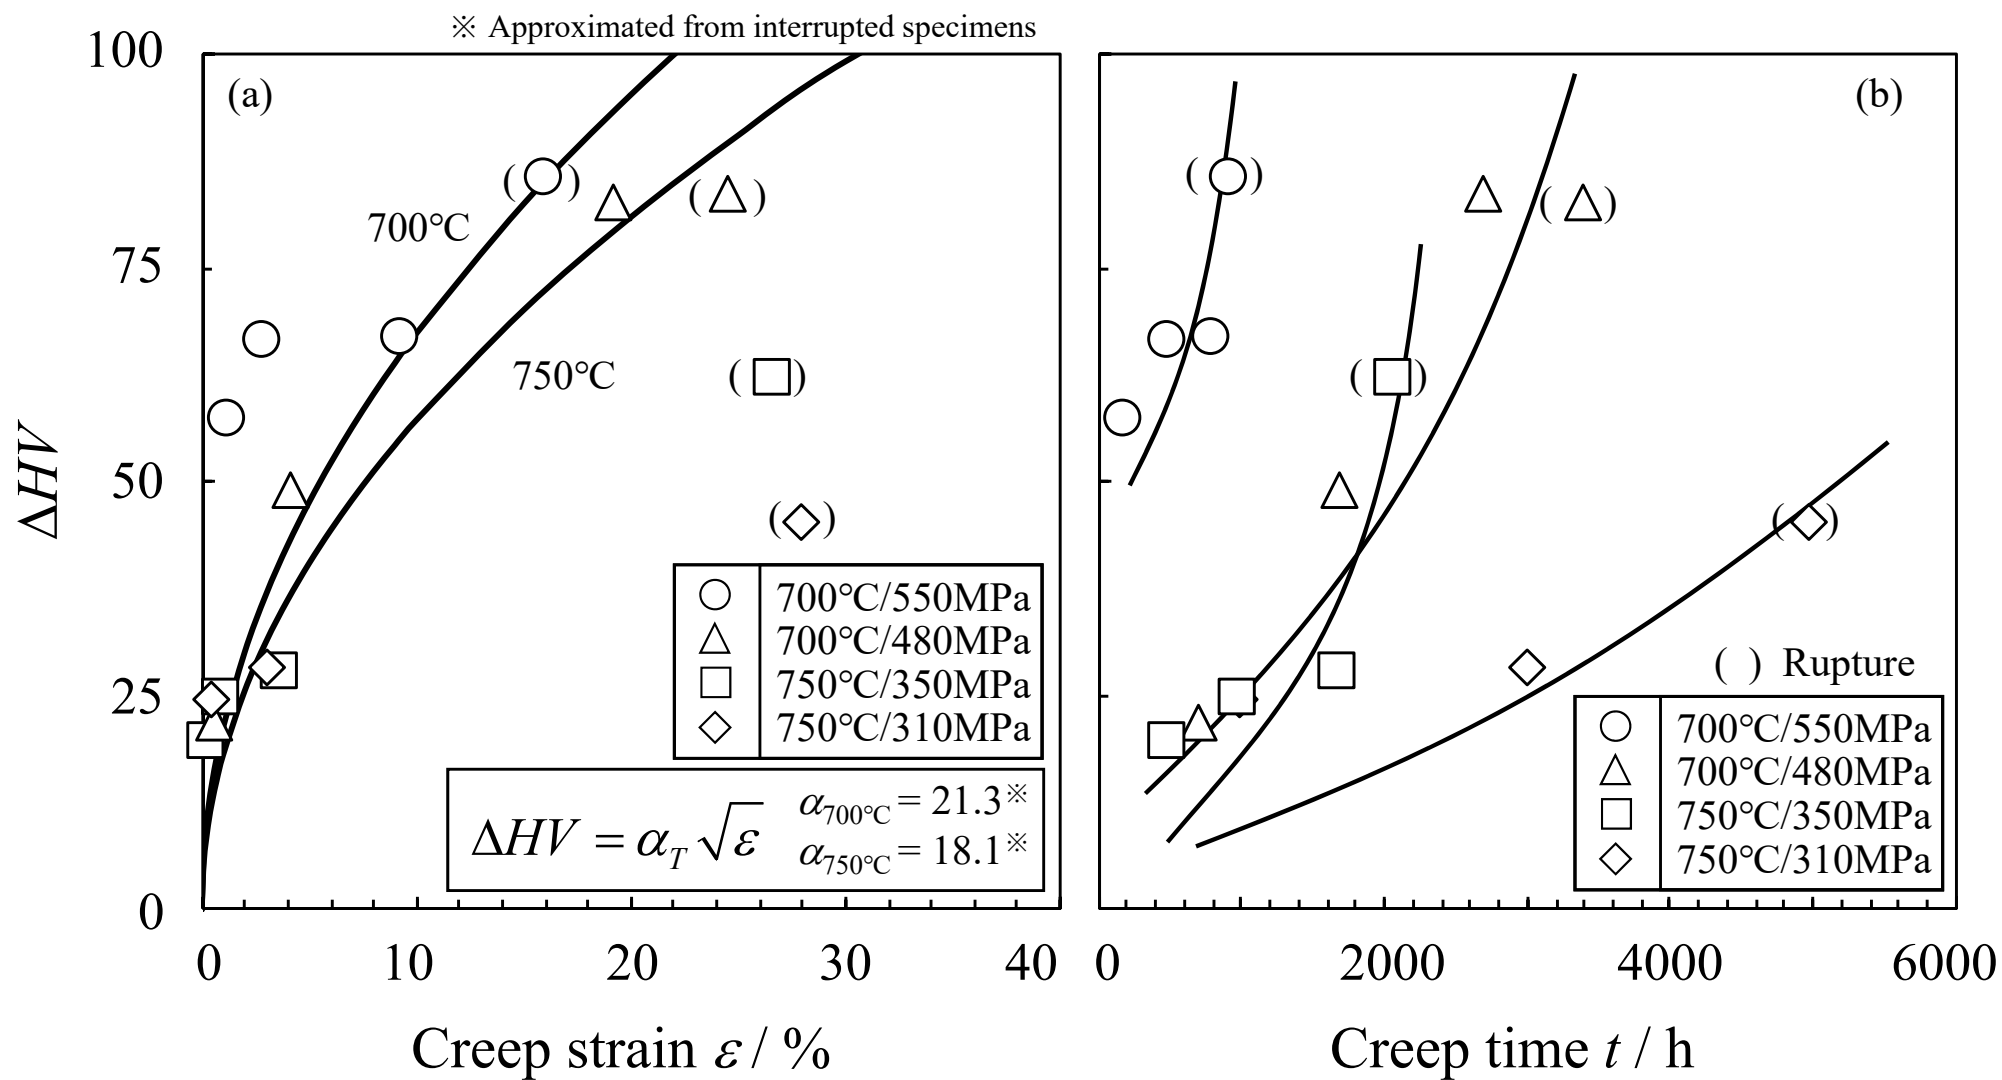 ※ Approximated from interrupted specimens
100
75
50
25
0
ΔHV
(a)
700℃
750℃
( )
( )
( )
( )
700℃/550MPa
700℃/480MPa
750℃/350MPa
750℃/310MPa
ΔHV = α_T √ε
α_700℃ = 21.3※
α_750℃ = 18.1※
0 10 20 30 40
Creep strain ε / %
(b)
( )
( )
( )
( )
( ) Rupture
700℃/550MPa
700℃/480MPa
750℃/350MPa
750℃/310MPa
0 2000 4000 6000
Creep time t / h